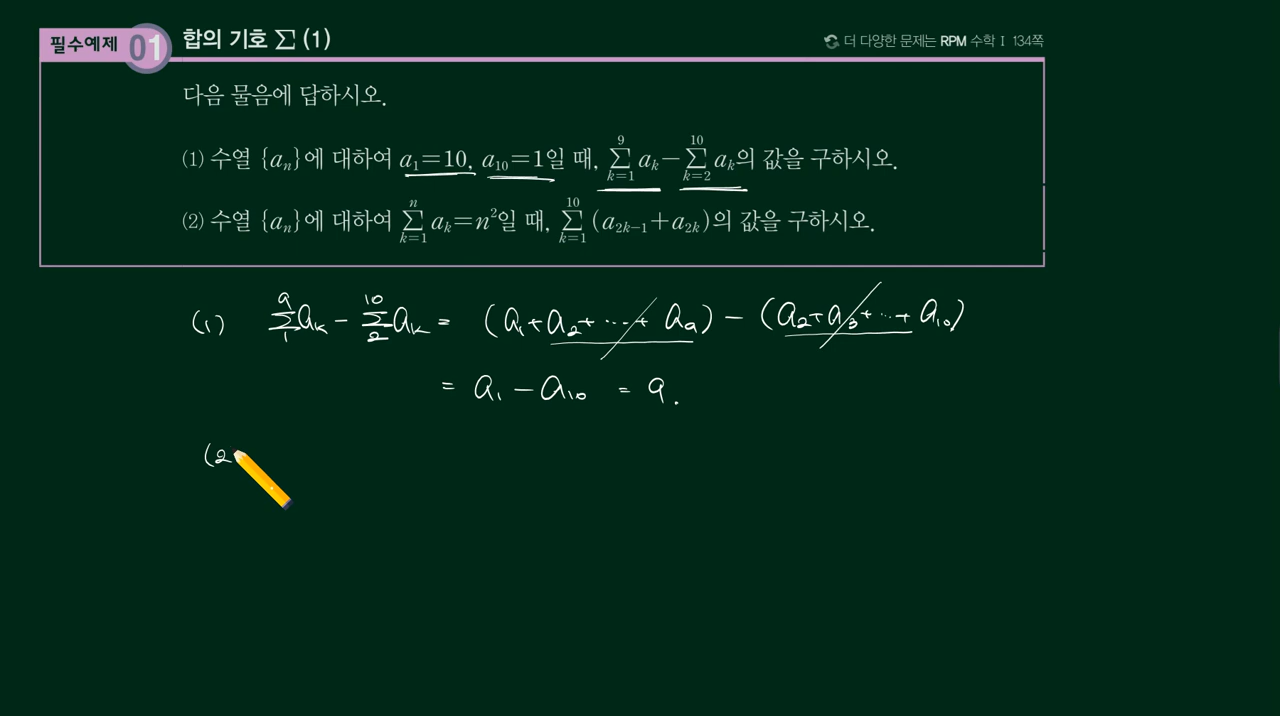 필수예제 01 합의 기호 ∑ (1)
더 다양한 문제는 RPM 수학 I 134쪽
다음 물음에 답하시오.
(1) 수열 {aₙ}에 대하여 a₁=10, a₁₀=1일 때, ∑_{k=1}^{9} aₖ − ∑_{k=2}^{10} aₖ의 값을 구하시오.
(2) 수열 {aₙ}에 대하여 ∑_{k=1}^{n} aₖ=n²일 때, ∑_{k=1}^{10} (a_{2k−1}+a_{2k})의 값을 구하시오.
(1) ∑_{1}^{9} aₖ − ∑_{2}^{10} aₖ = (a₁+a₂+⋯+a₉) − (a₂+a₃+⋯+a₁₀)
= a₁ − a₁₀ = 9.
(2